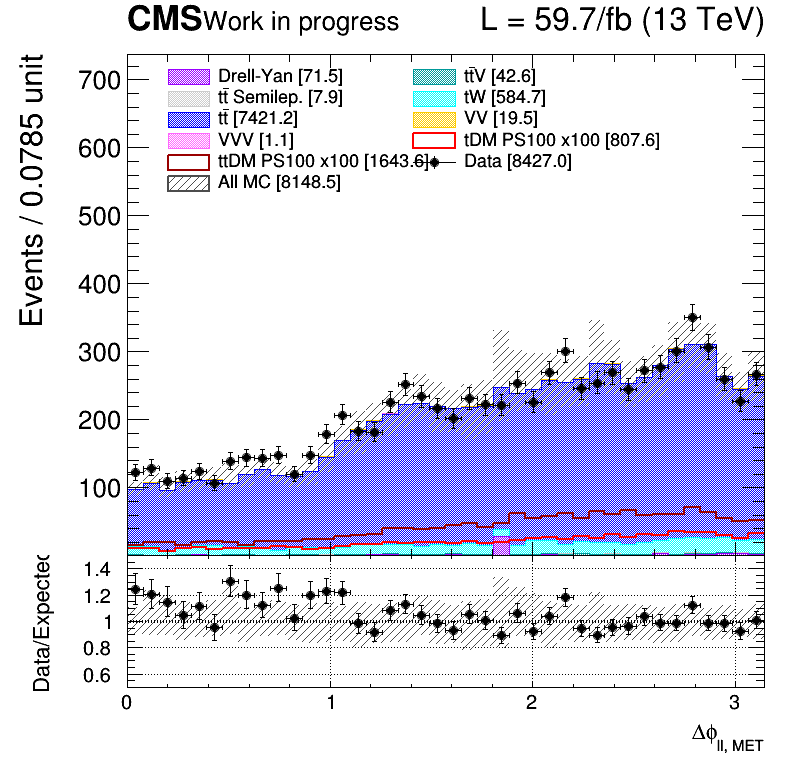 CMS Work in progress L = 59.7/fb (13 TeV)
Events / 0.0785 unit
700
600
500
400
300
200
100
Drell-Yan [71.5]
tt̄V [42.6]
tt̄ Semilep. [7.9]
tW [584.7]
tt̄ [7421.2]
VV [19.5]
VVV [1.1]
tDM PS100 x100 [807.6]
ttDM PS100 x100 [1643.6]
Data [8427.0]
All MC [8148.5]
Data/Expected
1.4
1.2
1
0.8
0.6
0 1 2 3
Δϕll, MET